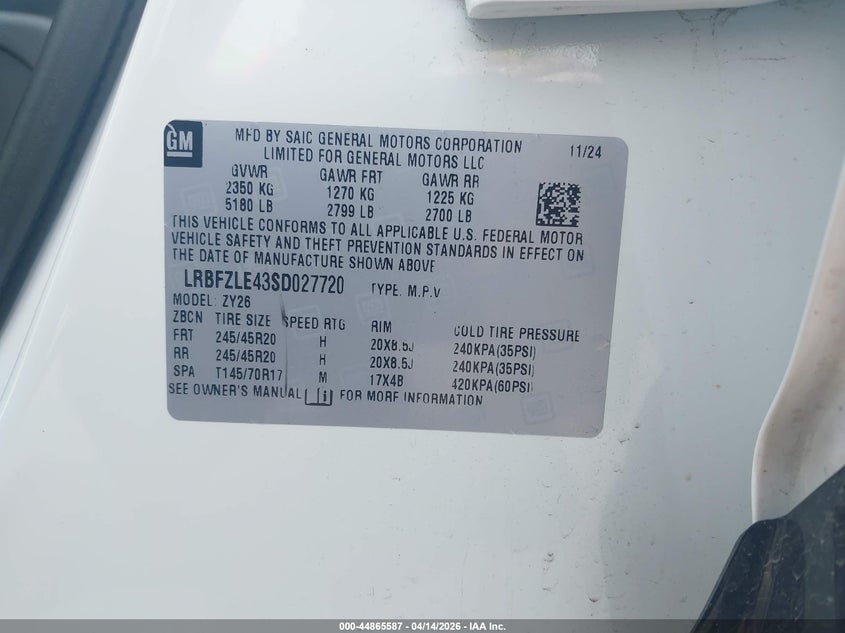 GM
MFD BY SAIC GENERAL MOTORS CORPORATION
LIMITED FOR GENERAL MOTORS LLC
11/24
GVWR GAWR FRT GAWR RR
2350 KG 1270 KG 1225 KG
5180 LB 2799 LB 2700 LB
THIS VEHICLE CONFORMS TO ALL APPLICABLE U.S. FEDERAL MOTOR
VEHICLE SAFETY AND THEFT PREVENTION STANDARDS IN EFFECT ON
THE DATE OF MANUFACTURE SHOWN ABOVE
LRBFZLE43SD027720 TYPE: M.P.V
MODEL: ZY26
ZBCN TIRE SIZE SPEED RTG RIM COLD TIRE PRESSURE
FRT 245/45R20 H 20X8.5J 240KPA(35PSI)
RR 245/45R20 H 20X8.5J 240KPA(35PSI)
SPA T145/70R17 M 17X4B 420KPA(60PSI)
SEE OWNER'S MANUAL FOR MORE INFORMATION
000-44865587 - 04/14/2026 - IAA Inc.